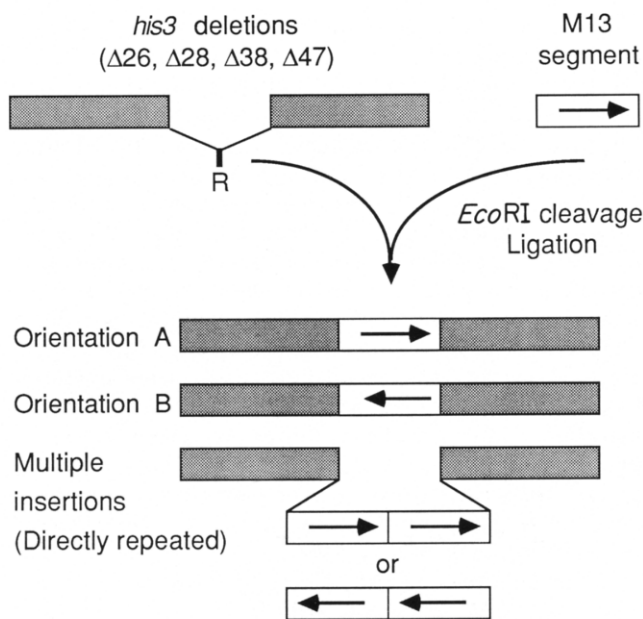 his3 deletions
(Δ26, Δ28, Δ38, Δ47)
M13
segment
R
EcoRI cleavage
Ligation
Orientation A
Orientation B
Multiple
insertions
(Directly repeated)
or